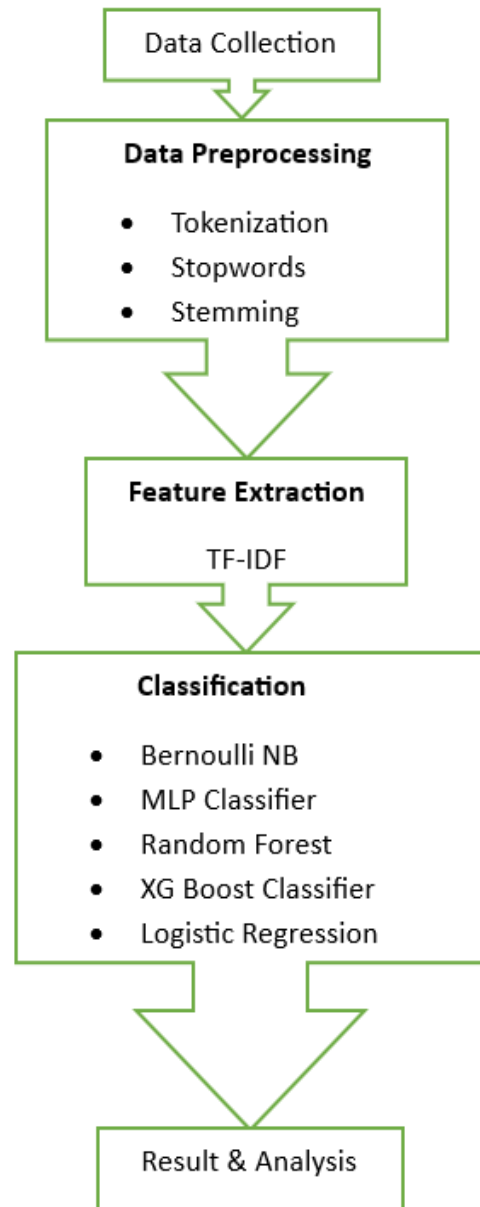 Data Collection
Data Preprocessing
• Tokenization
• Stopwords
• Stemming
Feature Extraction
TF-IDF
Classification
• Bernoulli NB
• MLP Classifier
• Random Forest
• XG Boost Classifier
• Logistic Regression
Result & Analysis